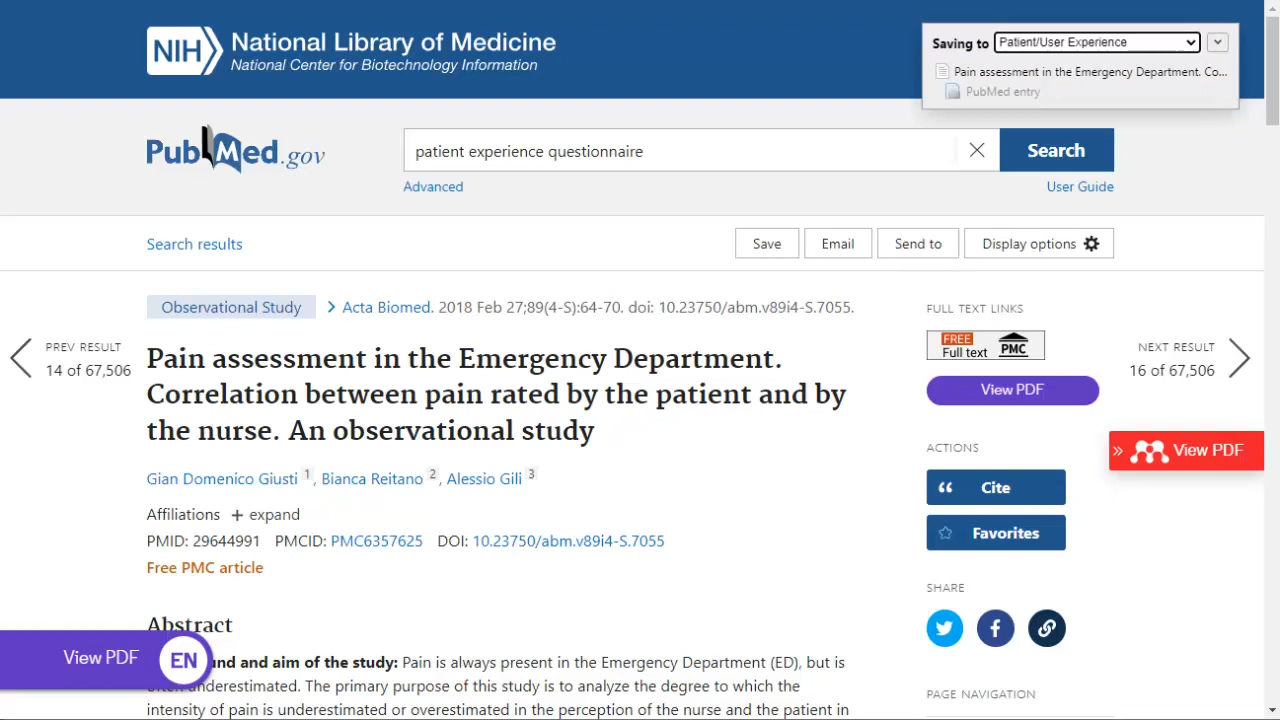 NIH National Library of Medicine
National Center for Biotechnology Information
Saving to Patient/User Experience
Pain assessment in the Emergency Department. Co...
PubMed entry
PubMed.gov
patient experience questionnaire
Search
Advanced
User Guide
Search results
Save
Email
Send to
Display options
Observational Study
Acta Biomed. 2018 Feb 27;89(4-S):64-70. doi: 10.23750/abm.v89i4-S.7055.
PREV RESULT
14 of 67,506
Pain assessment in the Emergency Department.
Correlation between pain rated by the patient and by
the nurse. An observational study
Gian Domenico Giusti 1, Bianca Reitano 2, Alessio Gili 3
Affiliations + expand
PMID: 29644991 PMCID: PMC6357625 DOI: 10.23750/abm.v89i4-S.7055
Free PMC article
Abstract
und and aim of the study: Pain is always present in the Emergency Department (ED), but is
often underestimated. The primary purpose of this study is to analyze the degree to which the
intensity of pain is underestimated or overestimated in the perception of the nurse and the patient in
View PDF
EN
FULL TEXT LINKS
FREE
Full text PMC
View PDF
NEXT RESULT
16 of 67,506
View PDF
ACTIONS
Cite
Favorites
SHARE
PAGE NAVIGATION